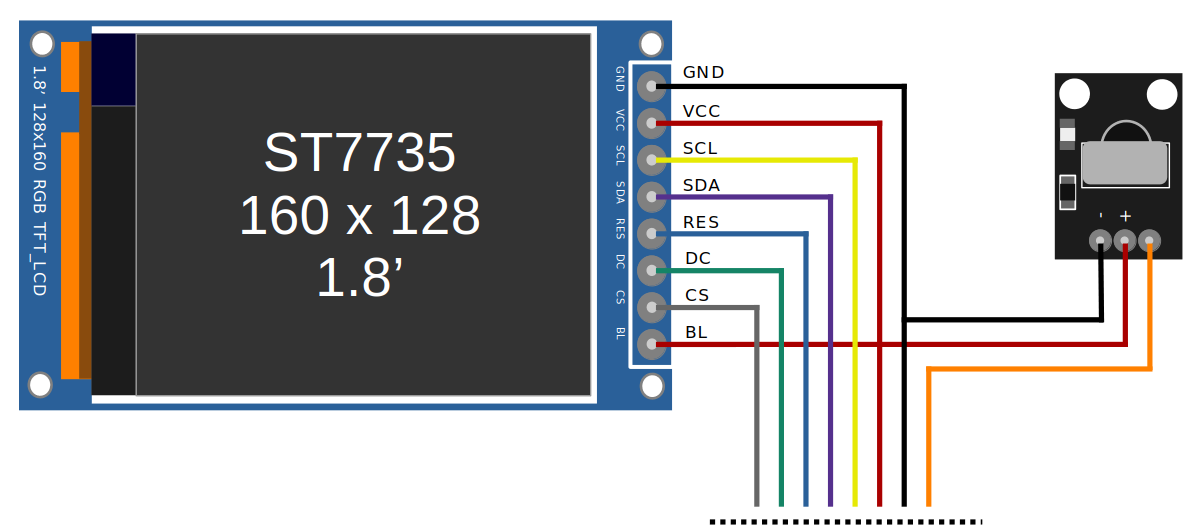 1.8’ 128x160 RGB TFT_LCD
ST7735
160 x 128
1.8’
GND
VCC
SCL
SDA
RES
DC
CS
BL
GND
VCC
SCL
SDA
RES
DC
CS
BL
- +